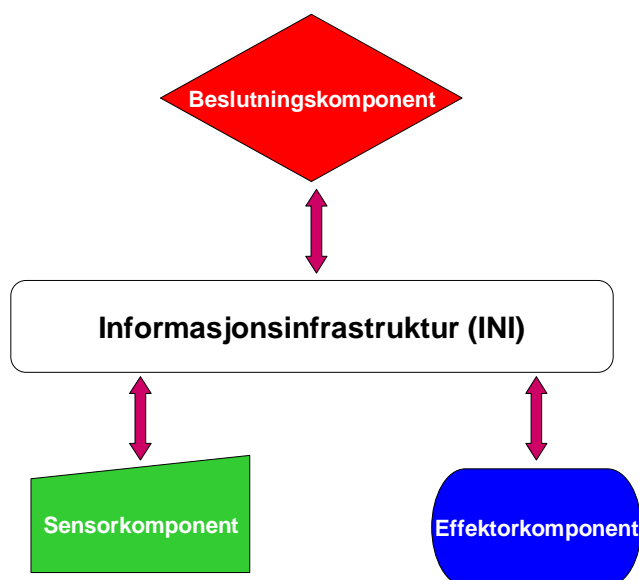 Beslutningskomponent
Informasjonsinfrastruktur (INI)
Sensorkomponent
Effektorkomponent